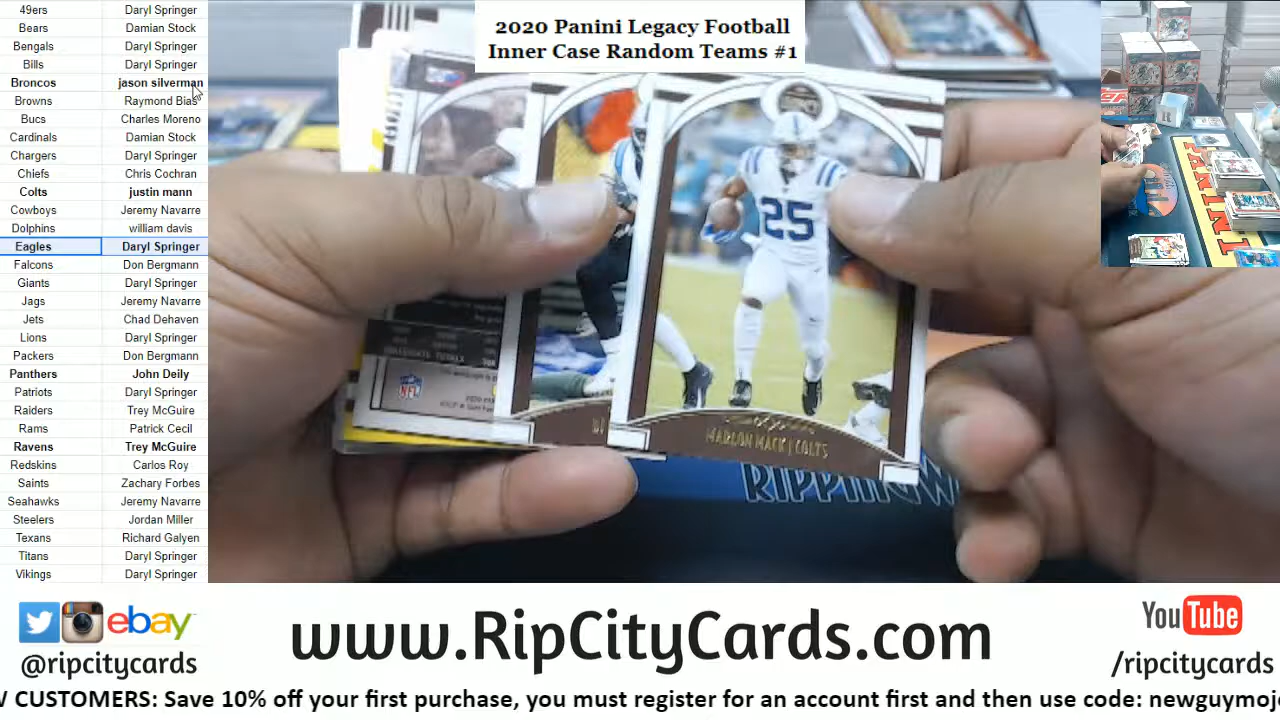 2020 Panini Legacy Football
Inner Case Random Teams #1
49ers Daryl Springer
Bears Damian Stock
Bengals Daryl Springer
Bills Daryl Springer
Broncos jason silverman
Browns Raymond Blas
Bucs Charles Moreno
Cardinals Damian Stock
Chargers Daryl Springer
Chiefs Chris Cochran
Colts justin mann
Cowboys Jeremy Navarre
Dolphins william davis
Eagles Daryl Springer
Falcons Don Bergmann
Giants Daryl Springer
Jags Jeremy Navarre
Jets Chad Dehaven
Lions Daryl Springer
Packers Don Bergmann
Panthers John Deily
Patriots Daryl Springer
Raiders Trey McGuire
Rams Patrick Cecil
Ravens Trey McGuire
Redskins Carlos Roy
Saints Zachary Forbes
Seahawks Jeremy Navarre
Steelers Jordan Miller
Texans Richard Galyen
Titans Daryl Springer
Vikings Daryl Springer
25
MARLON MACK | COLTS
NFL
PANINI
ebay
@ripcitycards
www.RipCityCards.com
YouTube
/ripcitycards
CUSTOMERS: Save 10% off your first purchase, you must register for an account first and then use code: newguymojo